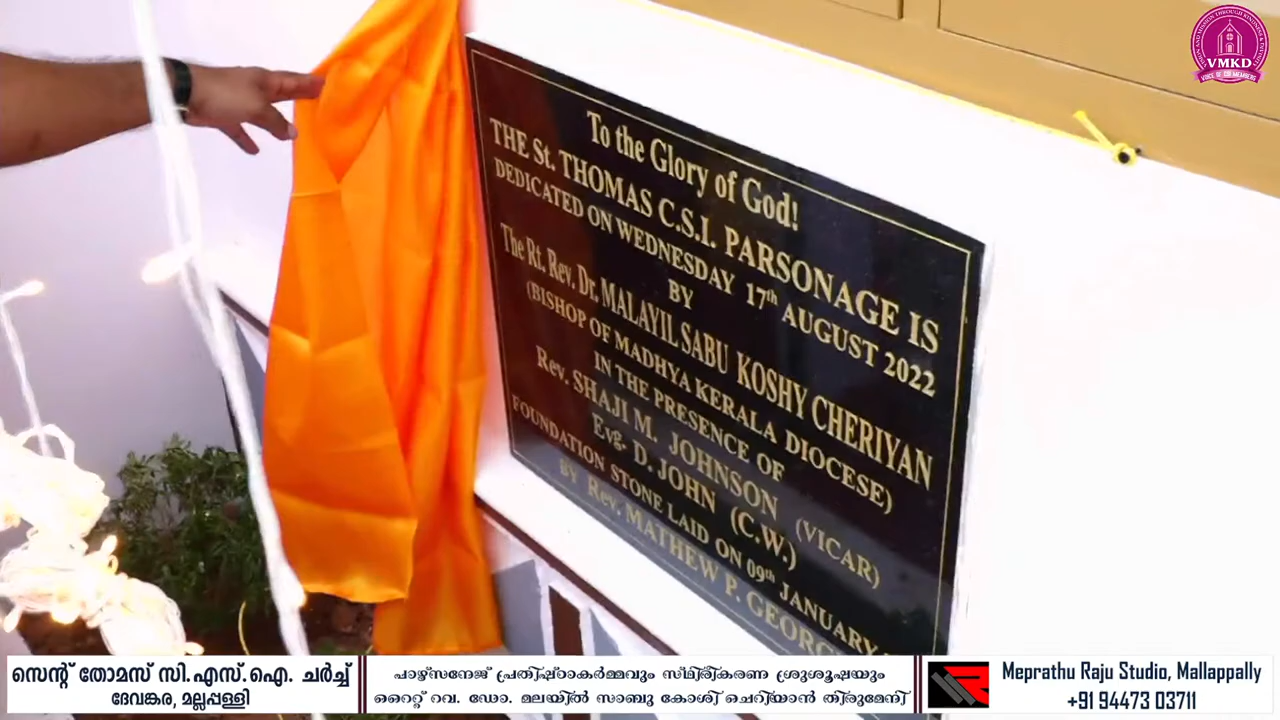 VMKD
VOICE OF CSI MEMBERS
To the Glory of God!
THE St. THOMAS C.S.I. PARSONAGE IS
DEDICATED ON WEDNESDAY 17th AUGUST 2022
BY
The Rt. Rev. Dr. MALAYIL SABU KOSHY CHERIYAN
(BISHOP OF MADHYA KERALA DIOCESE)
IN THE PRESENCE OF
Rev. SHAJI M. JOHNSON (VICAR)
Evg. D. JOHN (C.W.)
FOUNDATION STONE LAID ON 09th JANUARY
BY Rev. MATHEW P. GEORGE
സെന്റ് തോമസ് സി.എസ്.ഐ. ചർച്ച്
ദേവങ്കര, മല്ലപ്പള്ളി
പാഴ്സനേജ് പ്രതിഷ്ഠാകർമ്മവും സ്ഥിരീകരണ ശുശ്രൂഷയും
റൈറ്റ് റവ. ഡോ. മലയിൽ സാബു കോശി ചെറിയാൻ തിരുമേനി
Meprathu Raju Studio, Mallappally
+91 94473 03711